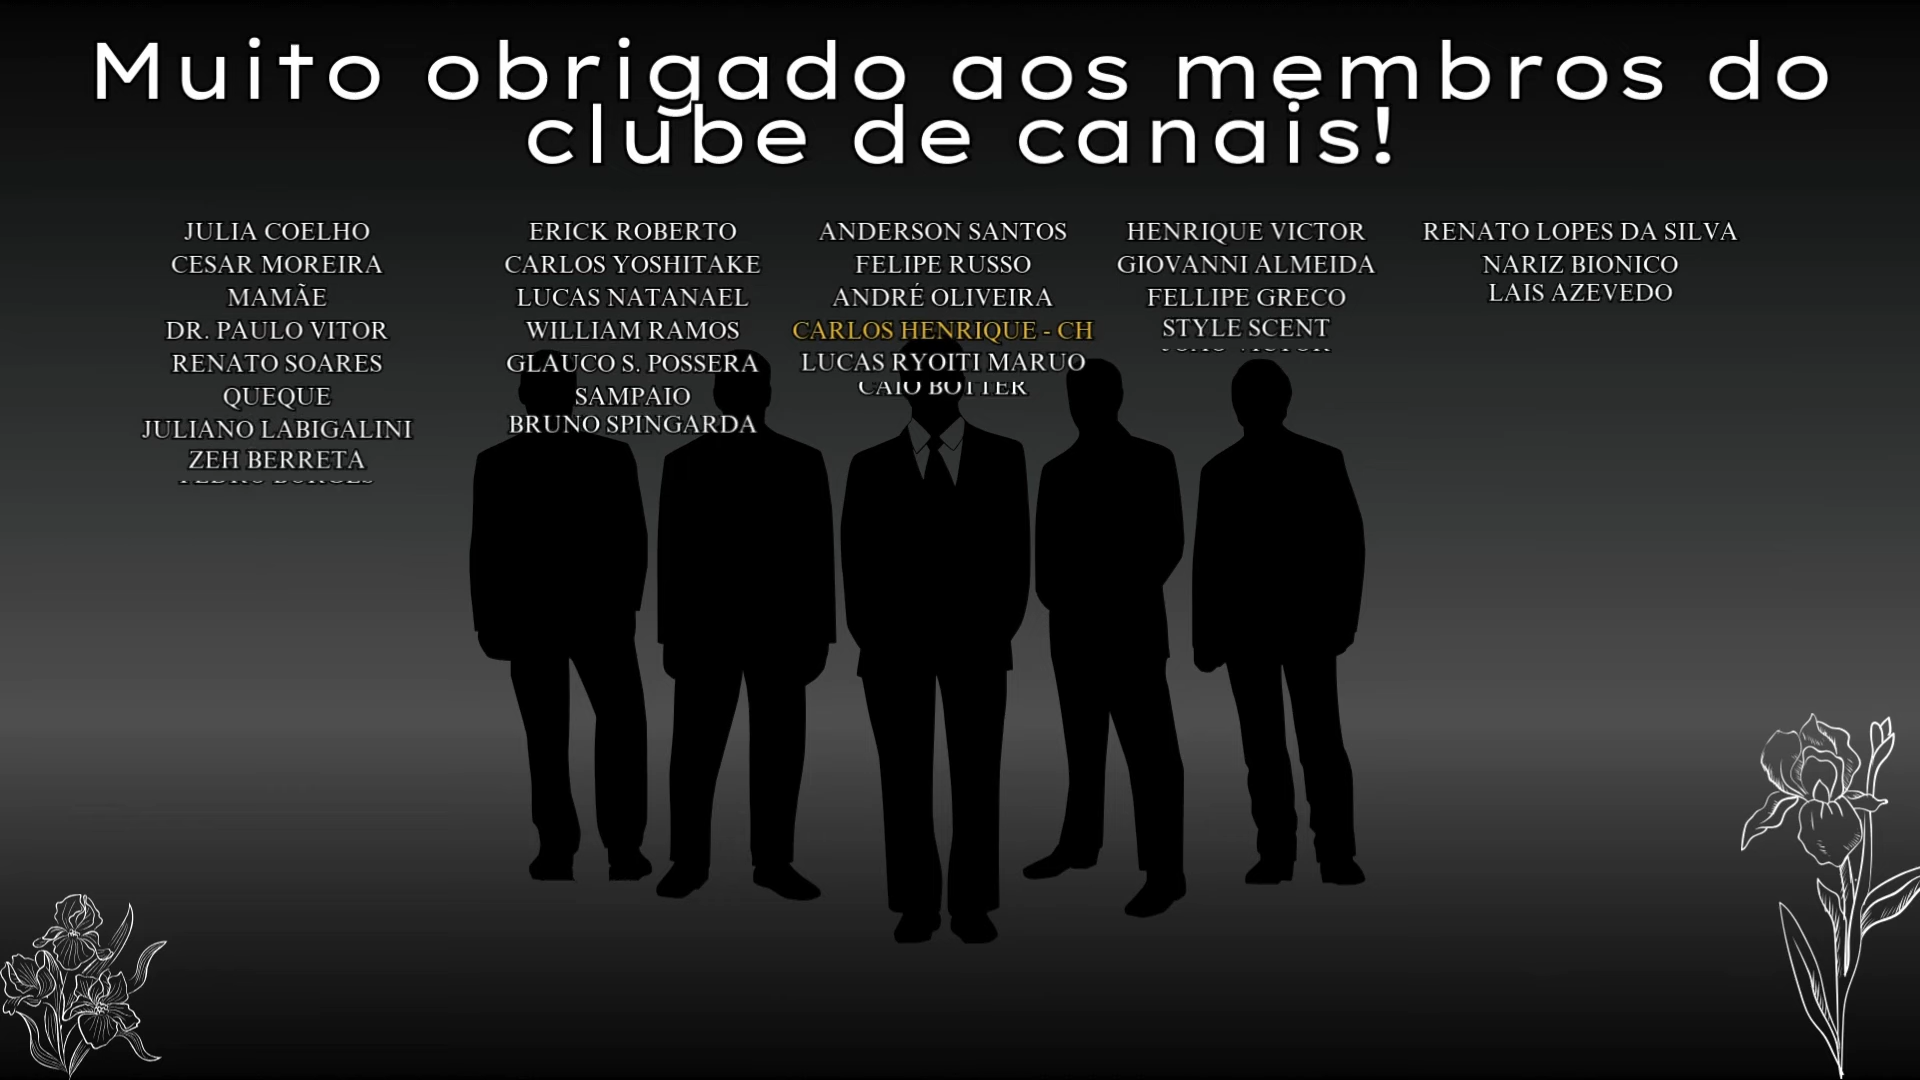 Muito obrigado aos membros do
clube de canais!
JULIA COELHO
CESAR MOREIRA
MAMÃE
DR. PAULO VITOR
RENATO SOARES
QUEQUE
JULIANO LABIGALINI
ZEH BERRETA
ERICK ROBERTO
CARLOS YOSHITAKE
LUCAS NATANAEL
WILLIAM RAMOS
GLAUCO S. POSSERA
SAMPAIO
BRUNO SPINGARDA
ANDERSON SANTOS
FELIPE RUSSO
ANDRÉ OLIVEIRA
CARLOS HENRIQUE - CH
LUCAS RYOITI MARUO
CAIO BOTTER
HENRIQUE VICTOR
GIOVANNI ALMEIDA
FELLIPE GRECO
STYLE SCENT
RENATO LOPES DA SILVA
NARIZ BIONICO
LAIS AZEVEDO